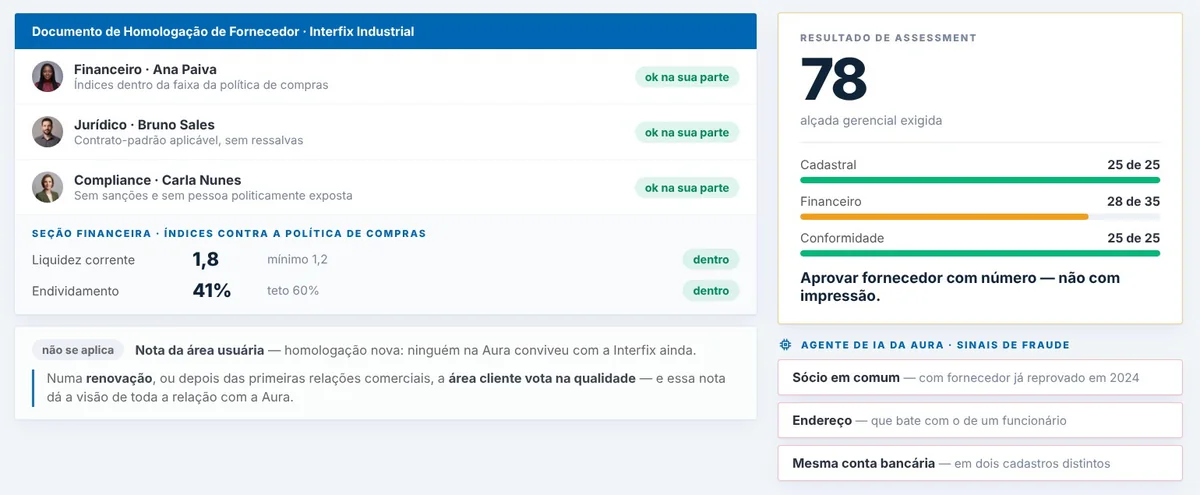 Documento de Homologação de Fornecedor · Interfix Industrial
Financeiro · Ana Paiva
Índices dentro da faixa da política de compras
ok na sua parte
Jurídico · Bruno Sales
Contrato-padrão aplicável, sem ressalvas
ok na sua parte
Compliance · Carla Nunes
Sem sanções e sem pessoa politicamente exposta
ok na sua parte
SEÇÃO FINANCEIRA · ÍNDICES CONTRA A POLÍTICA DE COMPRAS
Liquidez corrente 1,8 mínimo 1,2 dentro
Endividamento 41% teto 60% dentro
não se aplica Nota da área usuária — homologação nova: ninguém na Aura conviveu com a Interfix ainda.
Numa renovação, ou depois das primeiras relações comerciais, a área cliente vota na qualidade — e essa nota
dá a visão de toda a relação com a Aura.
RESULTADO DE ASSESSMENT
78
alçada gerencial exigida
Cadastral 25 de 25
Financeiro 28 de 35
Conformidade 25 de 25
Aprovar fornecedor com número — não com
impressão.
AGENTE DE IA DA AURA · SINAIS DE FRAUDE
Sócio em comum — com fornecedor já reprovado em 2024
Endereço — que bate com o de um funcionário
Mesma conta bancária — em dois cadastros distintos